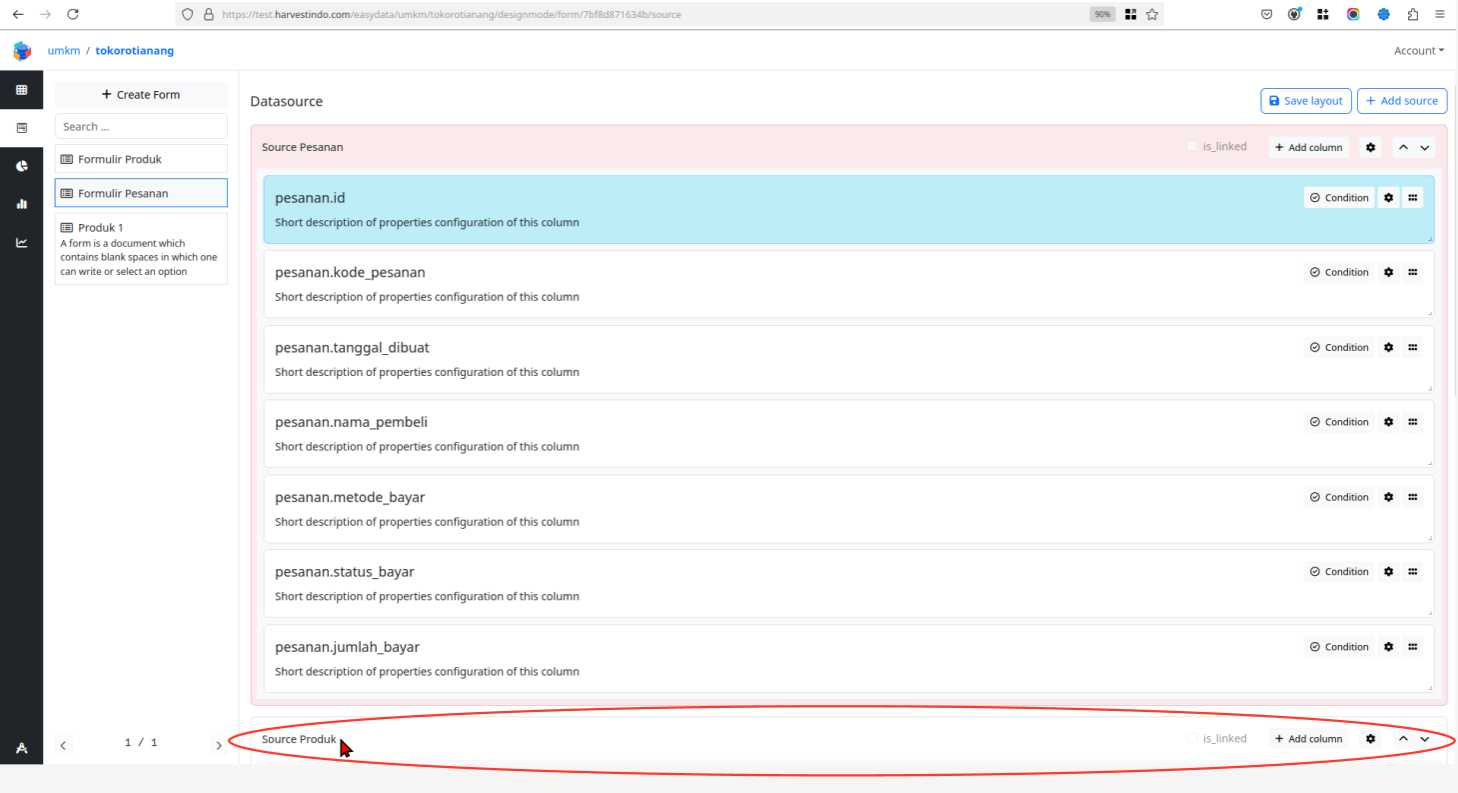 https://test.harvestindo.com/easydata/umkm/tokorotianang/designmode/form/7bf8d871634b/source
90%
umkm / tokorotianang
Account
+ Create Form
Search ...
Formulir Produk
Formulir Pesanan
Produk 1
A form is a document which
contains blank spaces in which one
can write or select an option
1 / 1
Datasource
Save layout
+ Add source
Source Pesanan
is_linked
+ Add column
pesanan.id
Condition
Short description of properties configuration of this column
pesanan.kode_pesanan
Condition
Short description of properties configuration of this column
pesanan.tanggal_dibuat
Condition
Short description of properties configuration of this column
pesanan.nama_pembeli
Condition
Short description of properties configuration of this column
pesanan.metode_bayar
Condition
Short description of properties configuration of this column
pesanan.status_bayar
Condition
Short description of properties configuration of this column
pesanan.jumlah_bayar
Condition
Short description of properties configuration of this column
Source Produk
is_linked
+ Add column